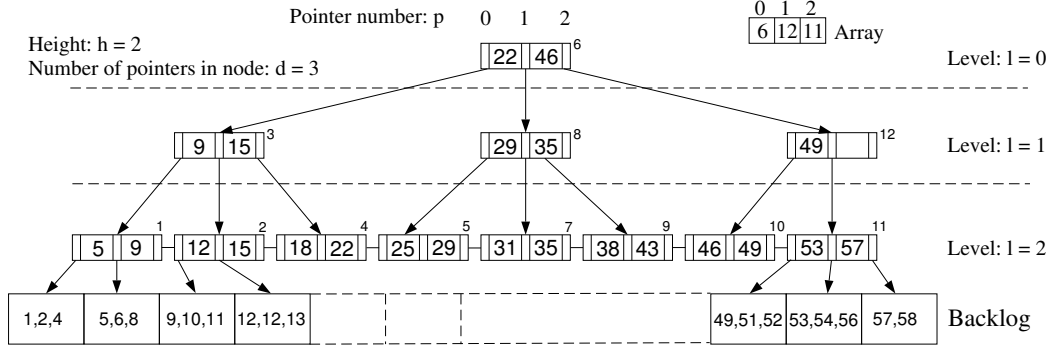 Pointer number: p 0 1 2
0 1 2
6 12 11 Array
Height: h = 2
Number of pointers in node: d = 3
22 46 6
Level: l = 0
9 15 3
29 35 8
49 12
Level: l = 1
5 9 1
12 15 2
18 22 4
25 29 5
31 35 7
38 43 9
46 49 10
53 57 11
Level: l = 2
1,2,4
5,6,8
9,10,11
12,12,13
49,51,52
53,54,56
57,58
Backlog